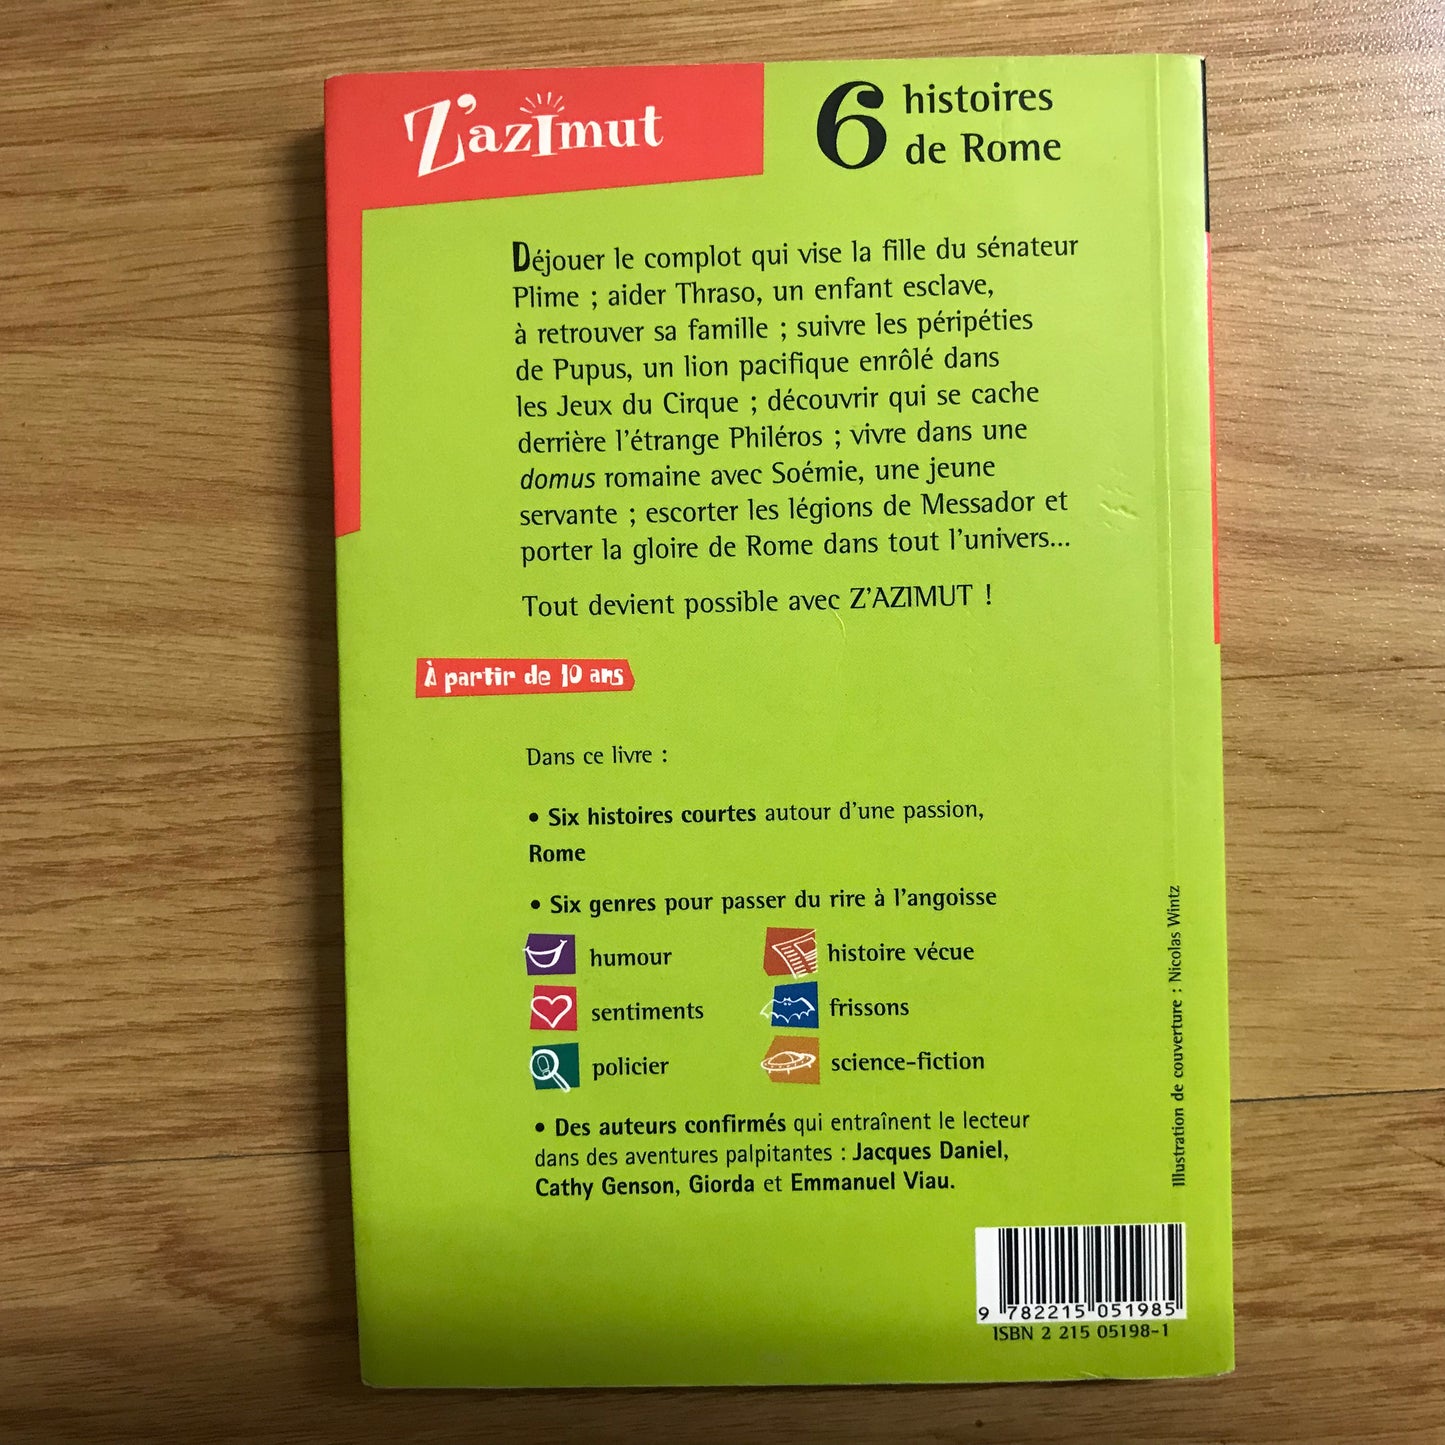 Z'azimut
6 histoires
de Rome
Déjouer le complot qui vise la fille du sénateur
Plime ; aider Thraso, un enfant esclave,
à retrouver sa famille ; suivre les péripéties
de Pupus, un lion pacifique enrôlé dans
les Jeux du Cirque ; découvrir qui se cache
derrière l'étrange Philéros ; vivre dans une
domus romaine avec Soémie, une jeune
servante ; escorter les légions de Messador et
porter la gloire de Rome dans tout l'univers...
Tout devient possible avec Z'AZIMUT !
À partir de 10 ans
Dans ce livre :
• Six histoires courtes autour d'une passion,
Rome
• Six genres pour passer du rire à l'angoisse
humour
histoire vécue
sentiments
frissons
policier
science-fiction
• Des auteurs confirmés qui entraînent le lecteur
dans des aventures palpitantes : Jacques Daniel,
Cathy Genson, Giorda et Emmanuel Viau.
Illustration de couverture : Nicolas Wintz
9 782215 051985
ISBN 2 215 05198-1